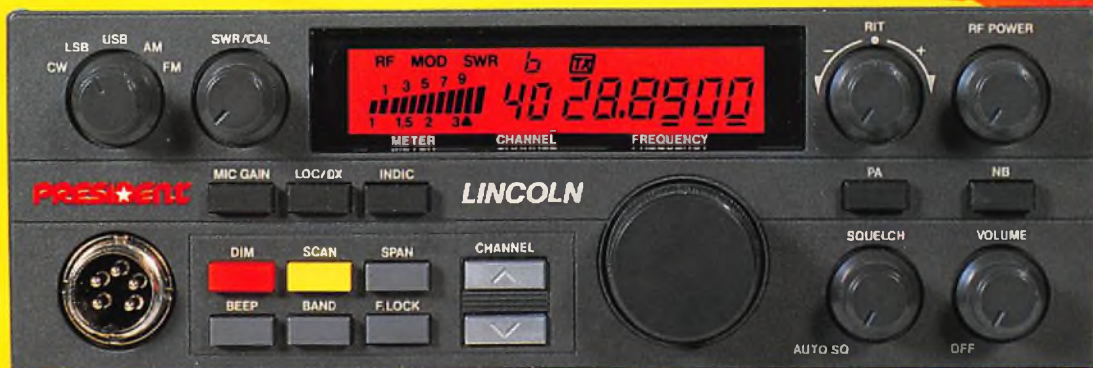 LSB USB AM
CW FM
SWR/CAL
RF MOD SWR b TX
1 3 5 7 9
40 28.8900
1 1.5 2 3
METER CHANNEL FREQUENCY
- RIT +
RF POWER
PRESIDENT
MIC GAIN LOC/DX INDIC
LINCOLN
PA NB
DIM SCAN SPAN
BEEP BAND F.LOCK
CHANNEL
SQUELCH VOLUME
AUTO SQ OFF